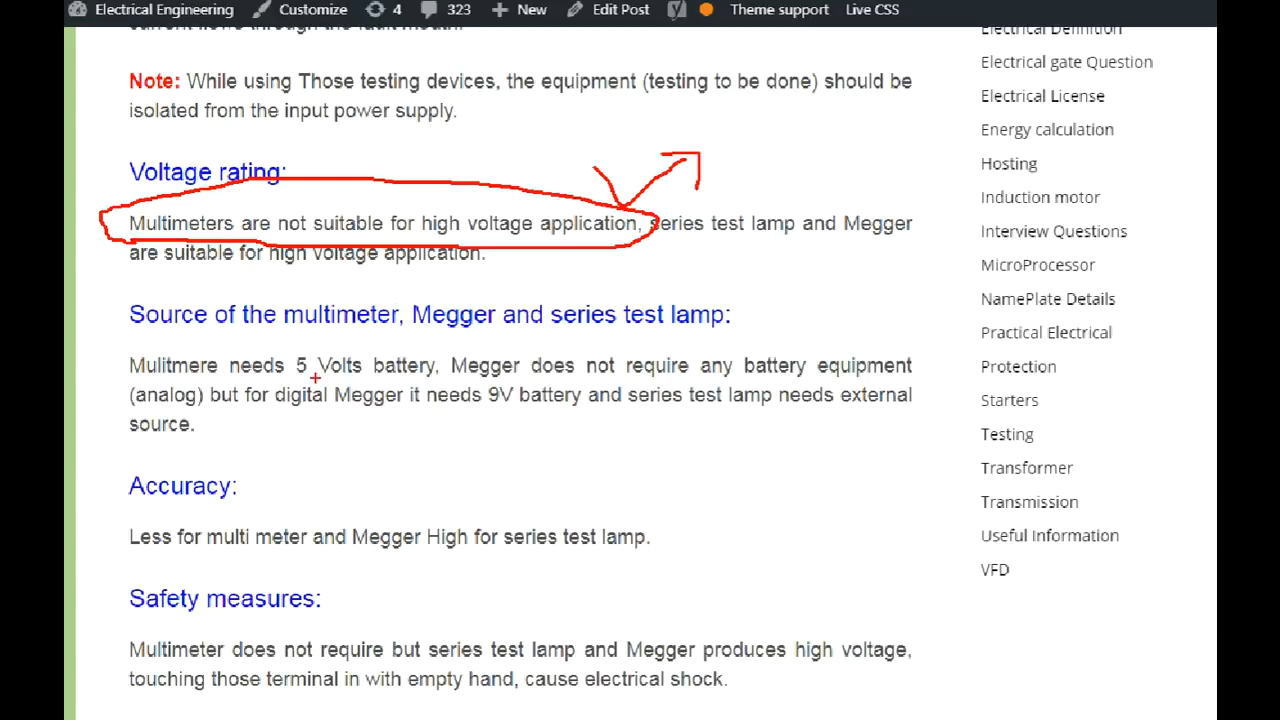 Electrical Engineering Customize 4 323 New Edit Post Theme support Live CSS
Note: While using Those testing devices, the equipment (testing to be done) should be
isolated from the input power supply.
Voltage rating:
Multimeters are not suitable for high voltage application, series test lamp and Megger
are suitable for high voltage application.
Source of the multimeter, Megger and series test lamp:
Mulitmere needs 5 Volts battery, Megger does not require any battery equipment
(analog) but for digital Megger it needs 9V battery and series test lamp needs external
source.
Accuracy:
Less for multi meter and Megger High for series test lamp.
Safety measures:
Multimeter does not require but series test lamp and Megger produces high voltage,
touching those terminal in with empty hand, cause electrical shock.
Electrical Definition
Electrical gate Question
Electrical License
Energy calculation
Hosting
Induction motor
Interview Questions
MicroProcessor
NamePlate Details
Practical Electrical
Protection
Starters
Testing
Transformer
Transmission
Useful Information
VFD